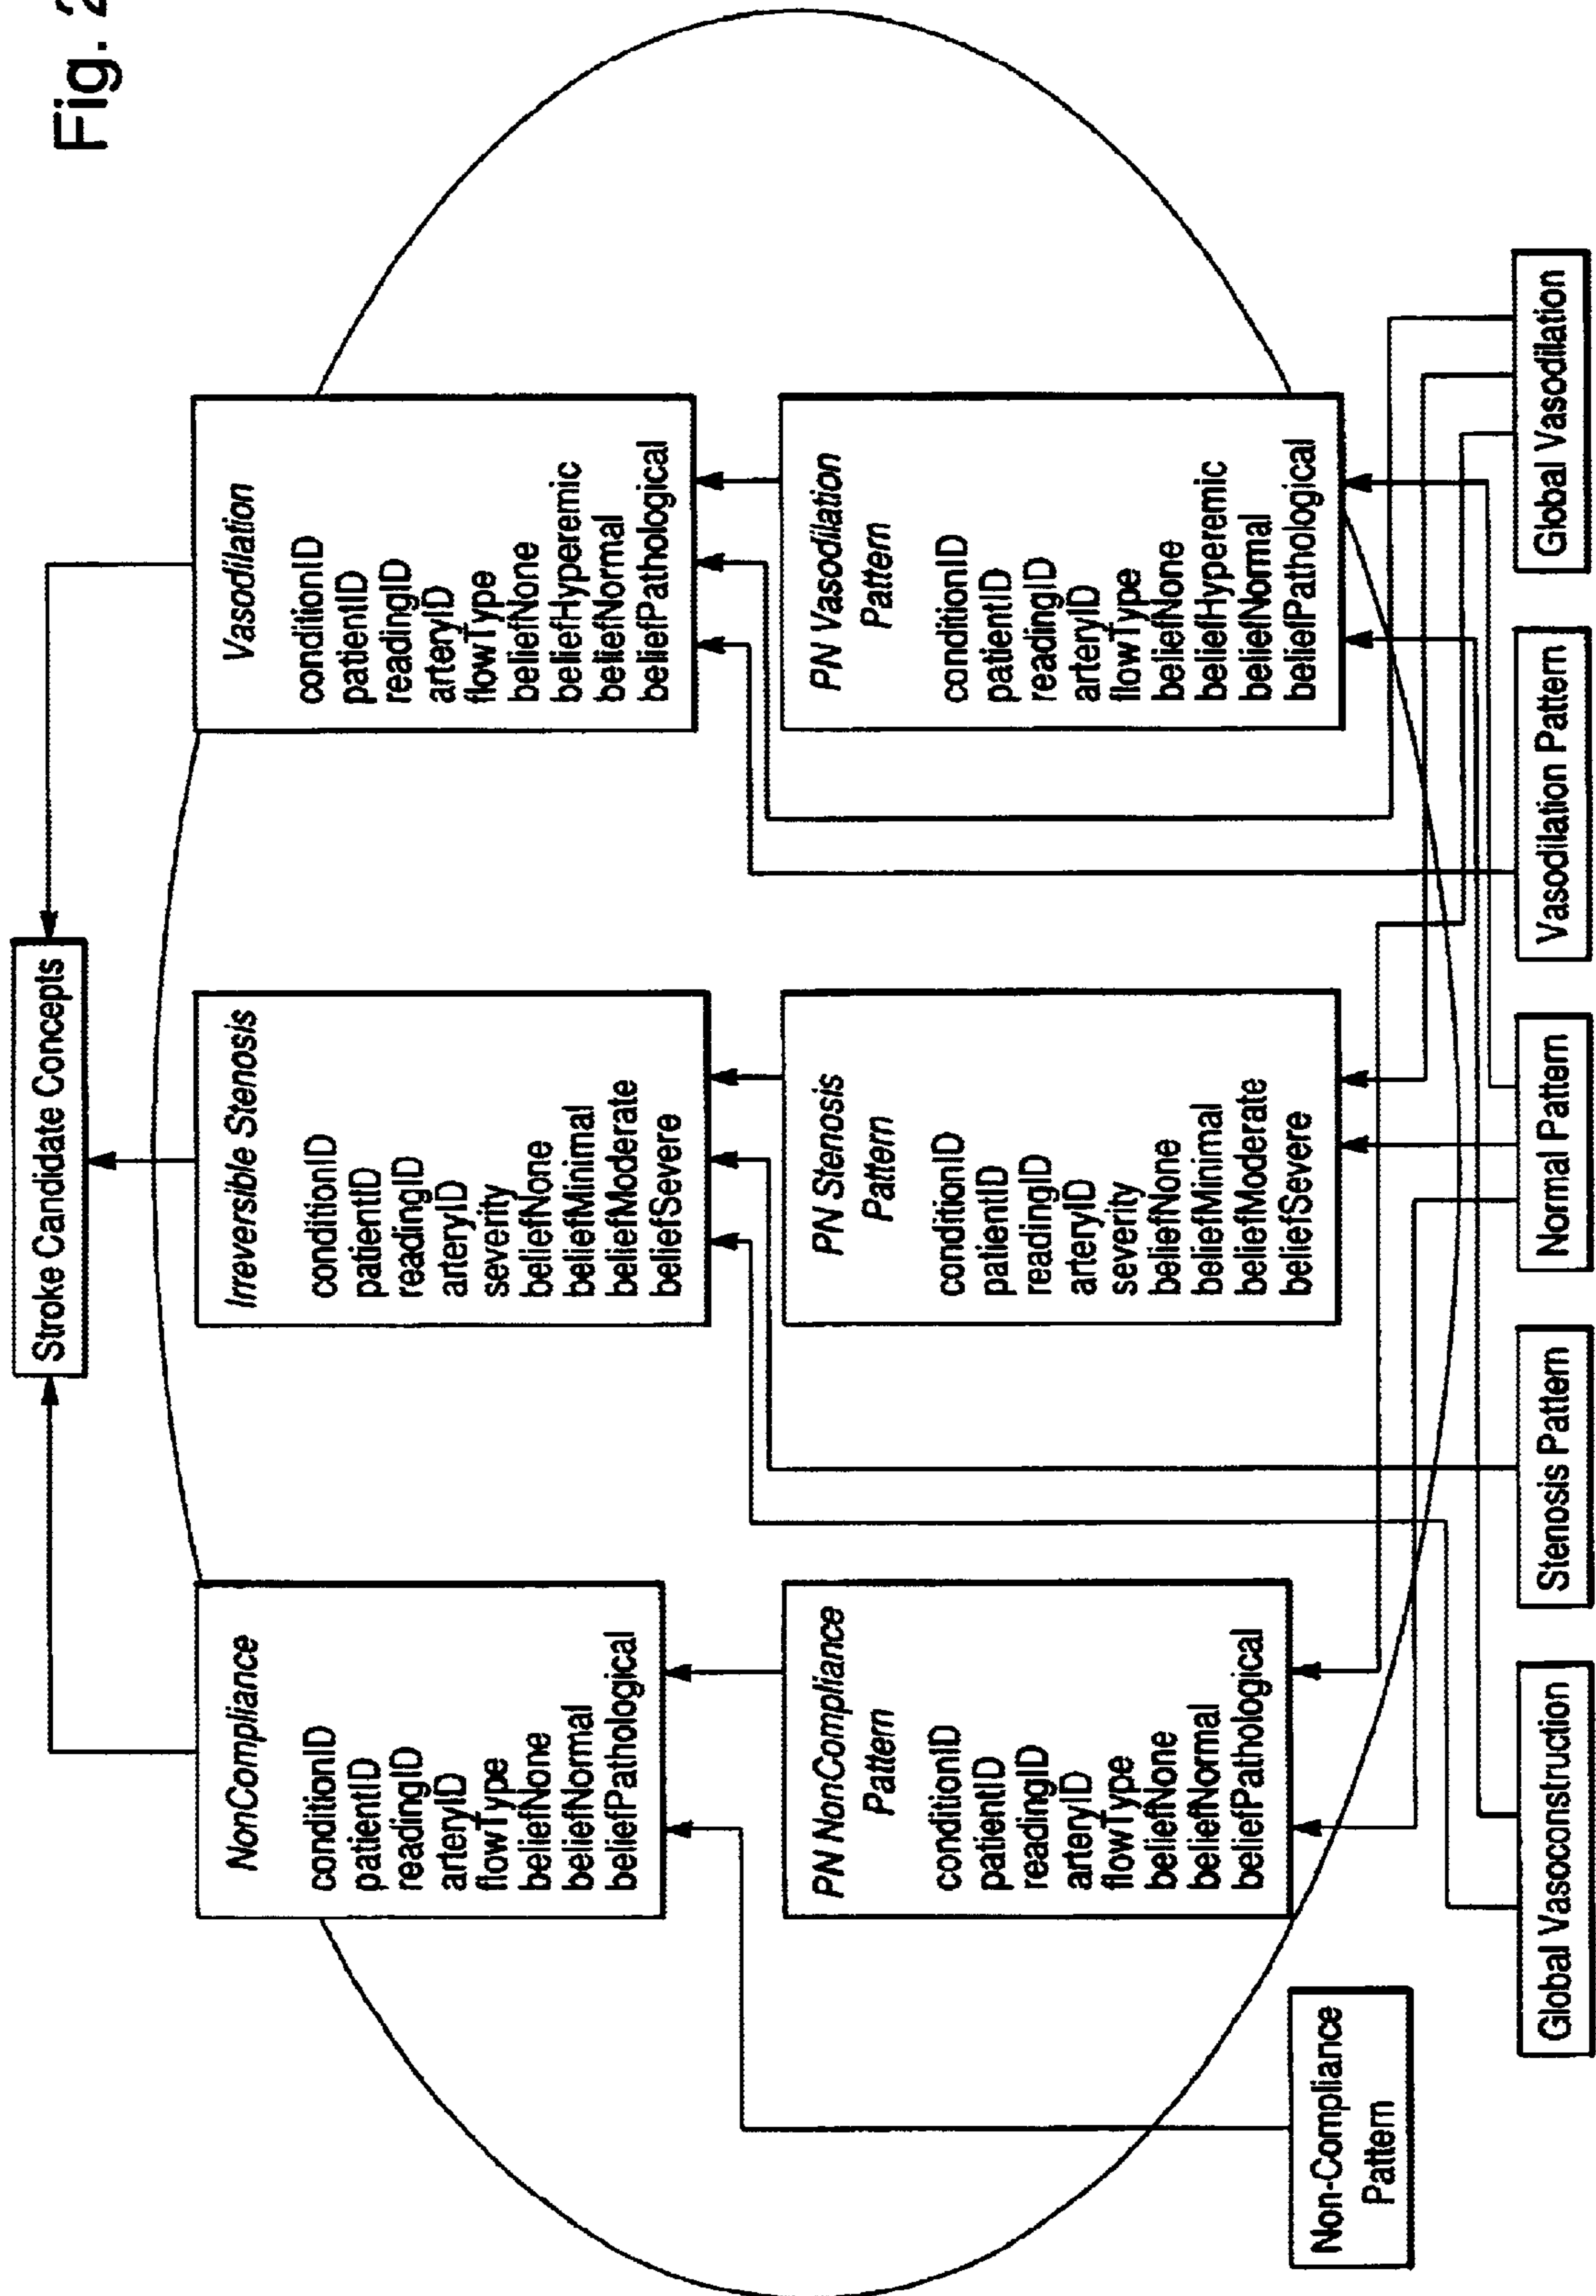 Fig. 2
Stroke Candidate Concepts
NonCompliance
conditionID
patientID
readingID
arteryID
flowType
beliefNone
beliefNormal
beliefPathological
Irreversible Stenosis
conditionID
patientID
readingID
arteryID
severity
beliefNone
beliefMinimal
beliefModerate
beliefSevere
Vasodilation
conditionID
patientID
readingID
arteryID
flowType
beliefNone
beliefHyperemic
beliefNormal
beliefPathological
PN NonCompliance
Pattern
conditionID
patientID
readingID
arteryID
flowType
beliefNone
beliefNormal
beliefPathological
PN Stenosis
Pattern
conditionID
patientID
readingID
arteryID
severity
beliefNone
beliefMinimal
beliefModerate
beliefSevere
PN Vasodilation
Pattern
conditionID
patientID
readingID
arteryID
flowType
beliefNone
beliefHyperemic
beliefNormal
beliefPathological
Non-Compliance
Pattern
Global Vasoconstruction
Stenosis Pattern
Normal Pattern
Vasodilation Pattern
Global Vasodilation